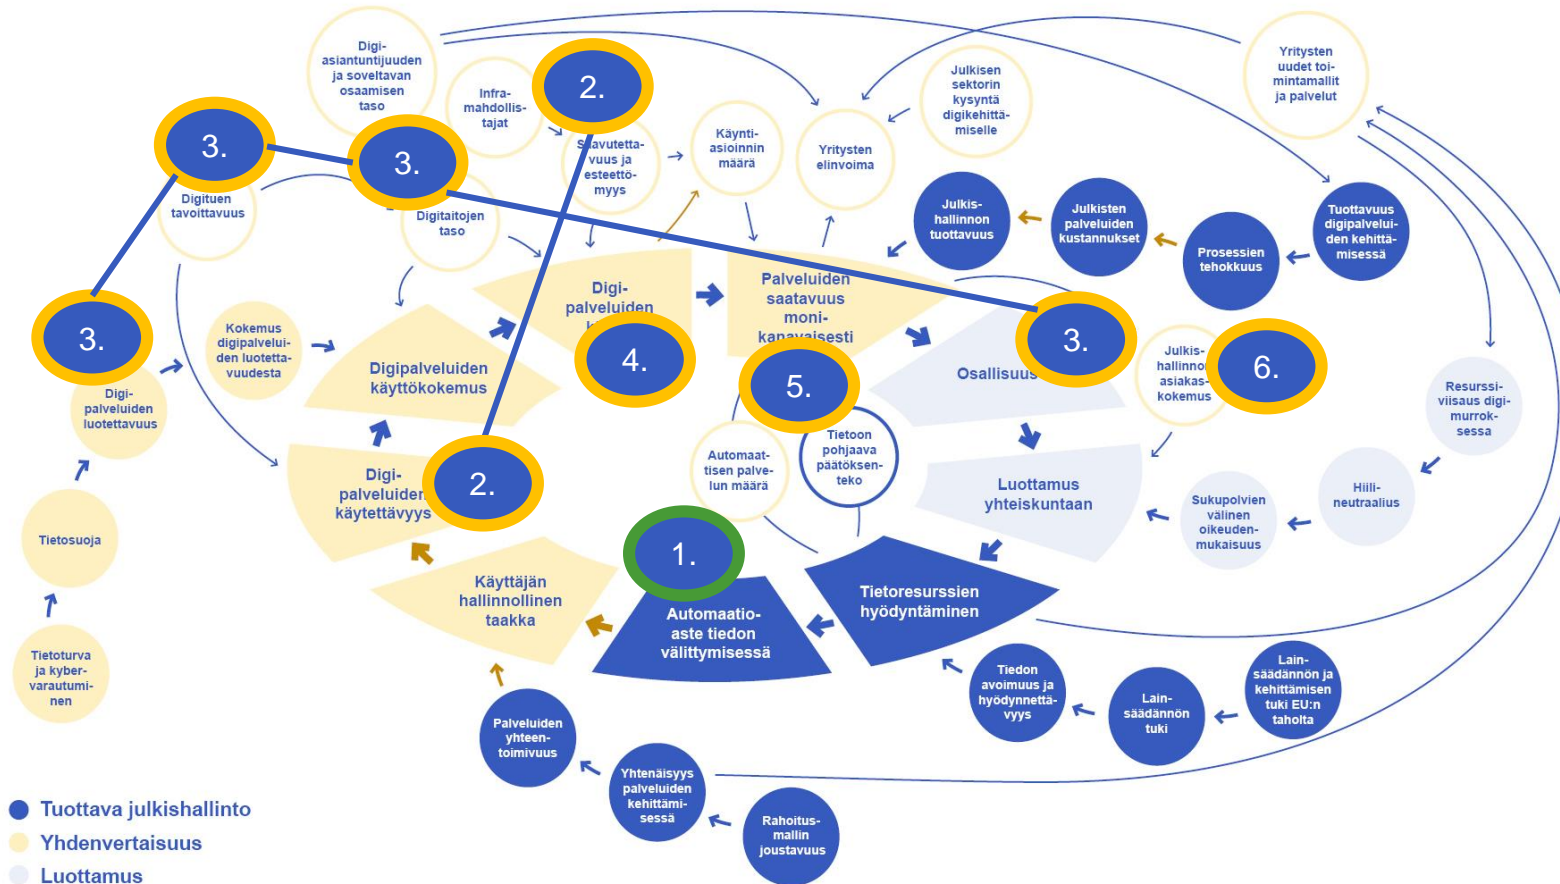 Digi-
asiantuntijuuden
ja soveltavan
osaamisen
taso
Infra-
mahdollis-
tajat
2.
Käynti-
asioinnin
määrä
Yritysten
elinvoima
Julkisen
sektorin
kysyntä
digikehittä-
miselle
Yritysten
uudet toi-
mintamallit
ja palvelut
3.
3.
vuus ja
esteettö-
myys
Digituen
tavoittavuus
Digitaitojen
taso
Julkis-
hallinnon
tuottavuus
Julkisten
palveluiden
kustannukset
Prosessien
tehokkuus
Tuottavuus
digipalvelui-
den kehittä-
misessä
3.
Kokemus
digipalvelui-
den luotetta-
vuudesta
Digipalveluiden
käyttökokemus
Digi-
palveluiden
4.
Palveluiden
saatavuus
moni-
kanavaisesti
5.
3.
Osallisuus
Julkis-
hallinnon
asiakas-
kokemus
6.
Resurssi-
viisaus digi-
murrok-
sessa
Digi-
palveluiden
luotettavuus
Digi-
palveluiden
käytettävyys
2.
Automaat-
tisen palve-
lun määrä
Tietoon
pohjaava
päätöksen-
teko
Luottamus
yhteiskuntaan
Sukupolvien
välinen
oikeuden-
mukaisuus
Hiili-
neutraalius
Tietosuoja
1.
Käyttäjän
hallinnollinen
taakka
Automaatio-
aste tiedon
välittymisessä
Tietoresurssien
hyödyntäminen
Tietoturva
ja kyber-
varautumi-
nen
Palveluiden
yhteen-
toimivuus
Yhtenäisyys
palveluiden
kehittämi-
sessä
Rahoitus-
mallin
joustavuus
Tiedon
avoimuus ja
hyödynnettä-
vyys
Lain-
säädännön
tuki
Lain-
säädännön ja
kehittämisen
tuki EU:n
taholta
Tuottava julkishallinto
Yhdenvertaisuus
Luottamus